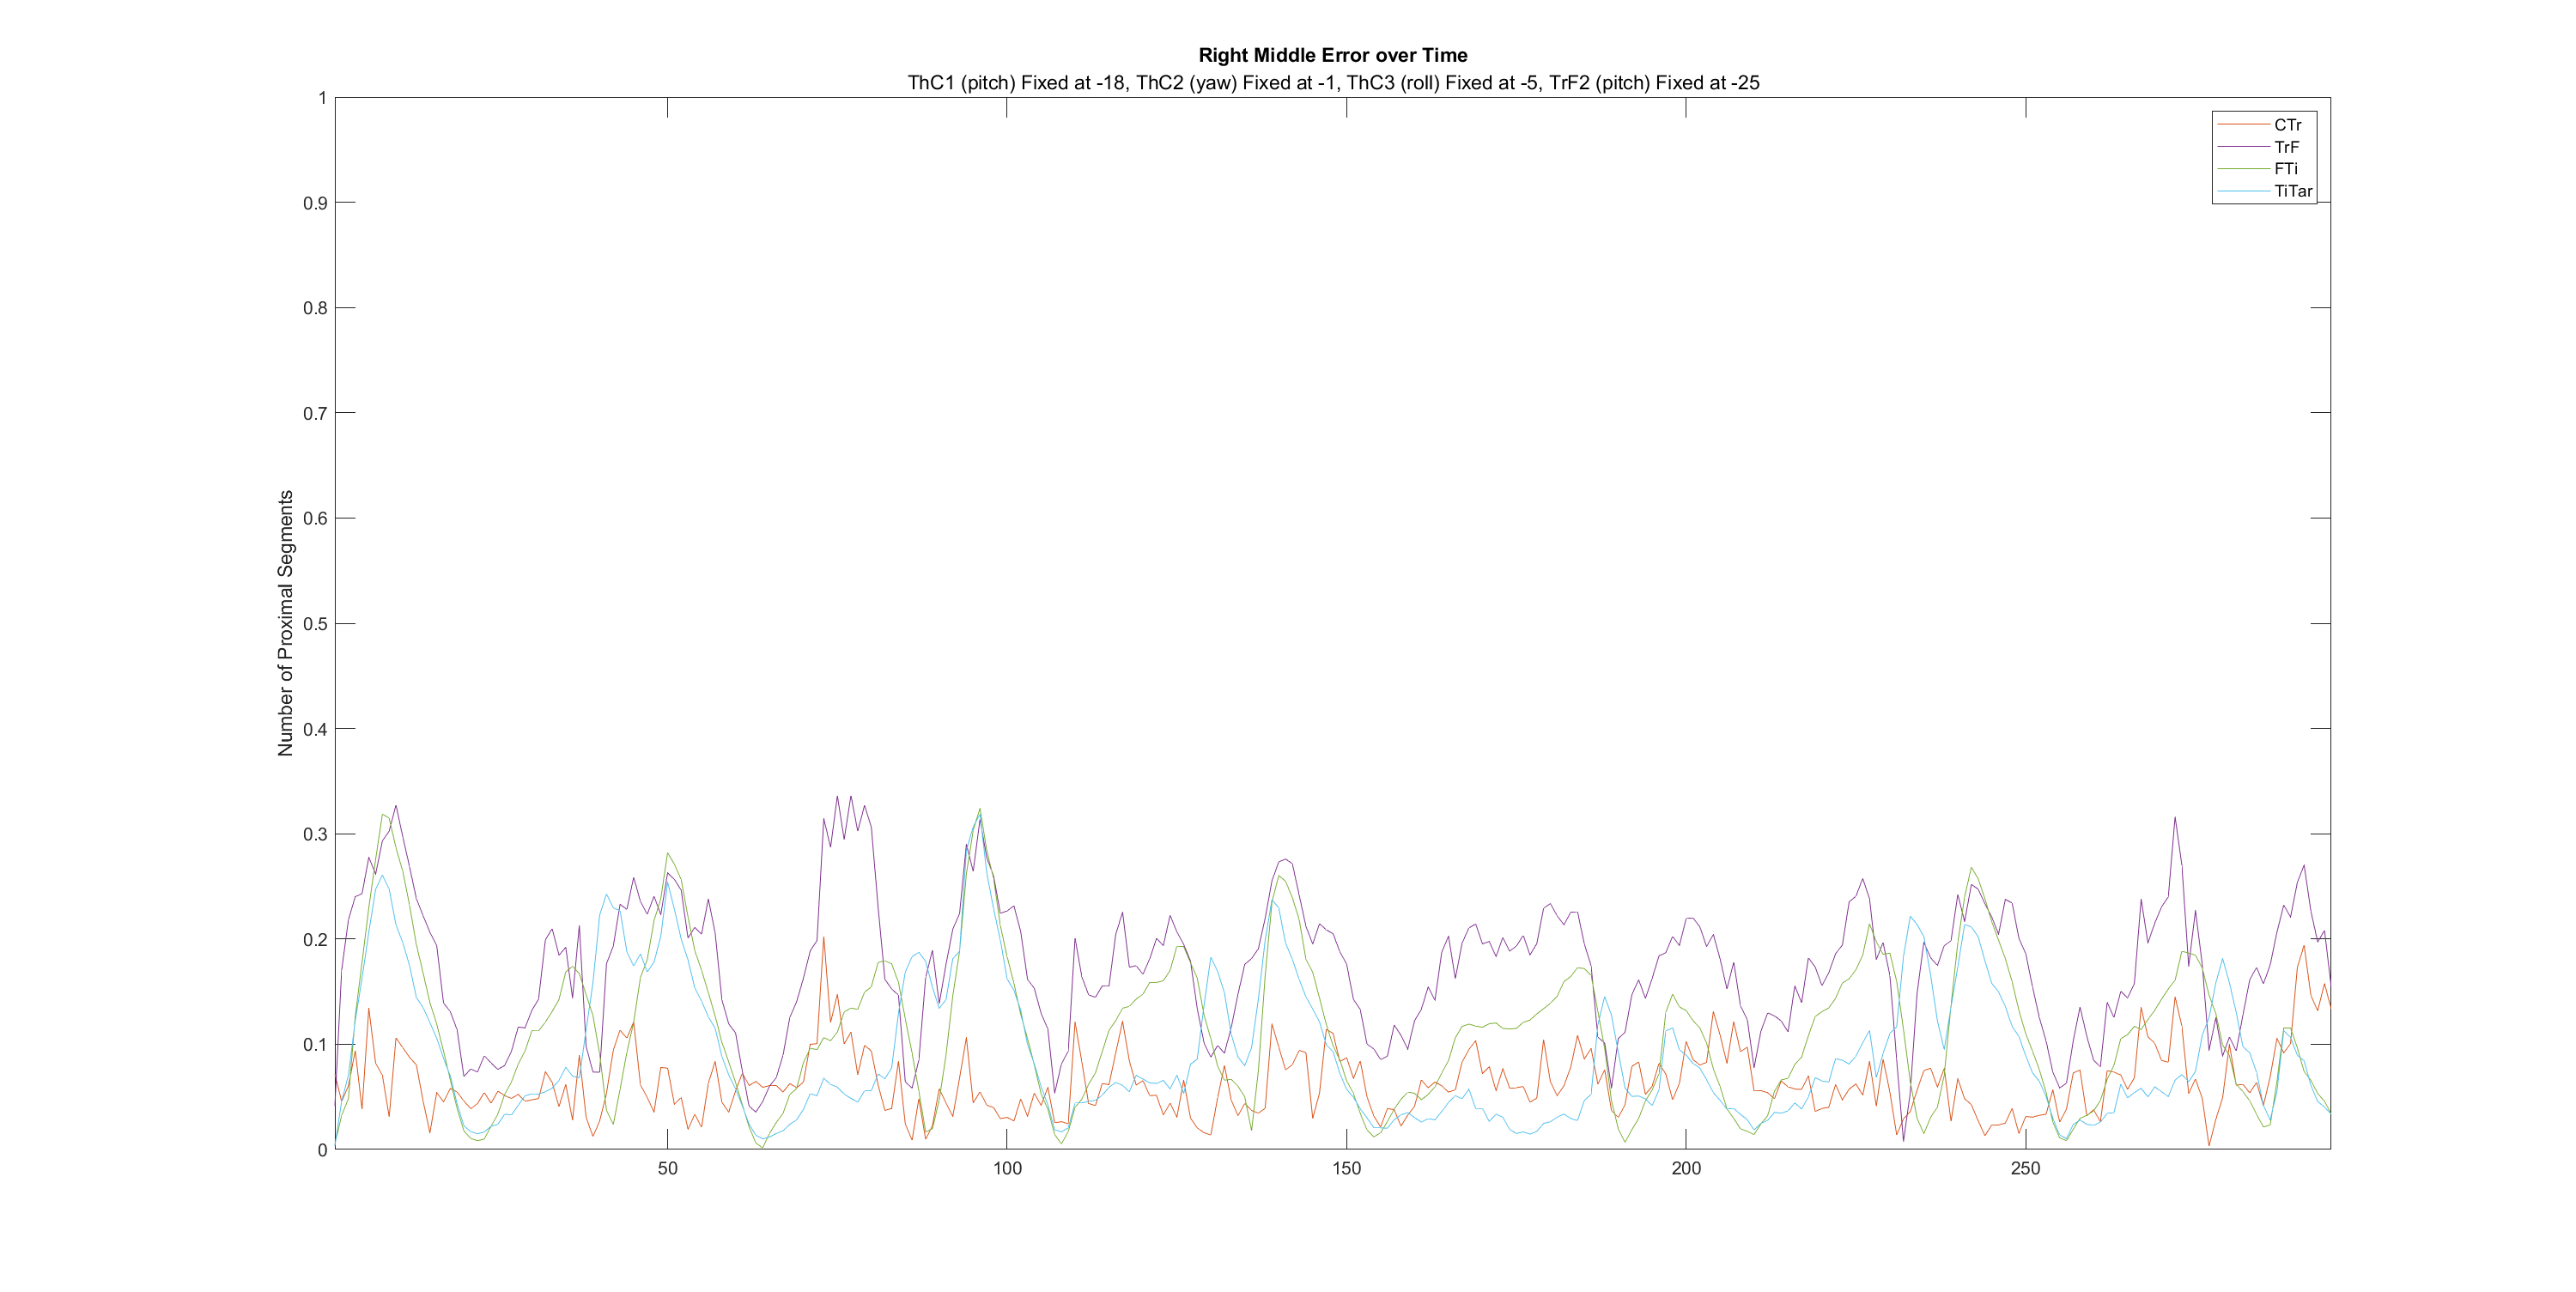 Right Middle Error over Time
ThC1 (pitch) Fixed at -18, ThC2 (yaw) Fixed at -1, ThC3 (roll) Fixed at -5, TrF2 (pitch) Fixed at -25
1
0.9
0.8
0.7
0.6
0.5
0.4
0.3
0.2
0.1
0
Number of Proximal Segments
CTr
TrF
FTi
TiTar
50
100
150
200
250